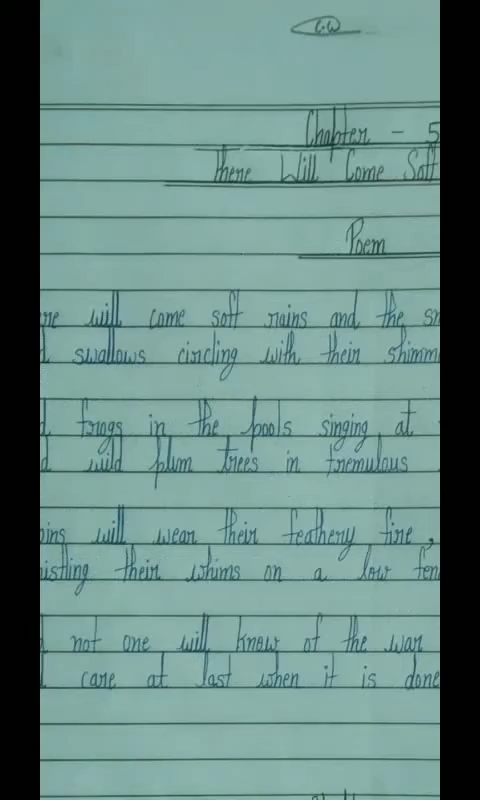 C.W
Chapter - 5
There Will Come Soft
Poem
re will come soft rains and the s
d swallows circling with their shimm
d frogs in the pools singing at
d wild plum trees in tremulous
ins will wear their feathery fire,
istling their whims on a low fen
not one will know of the war
care at last when it is done